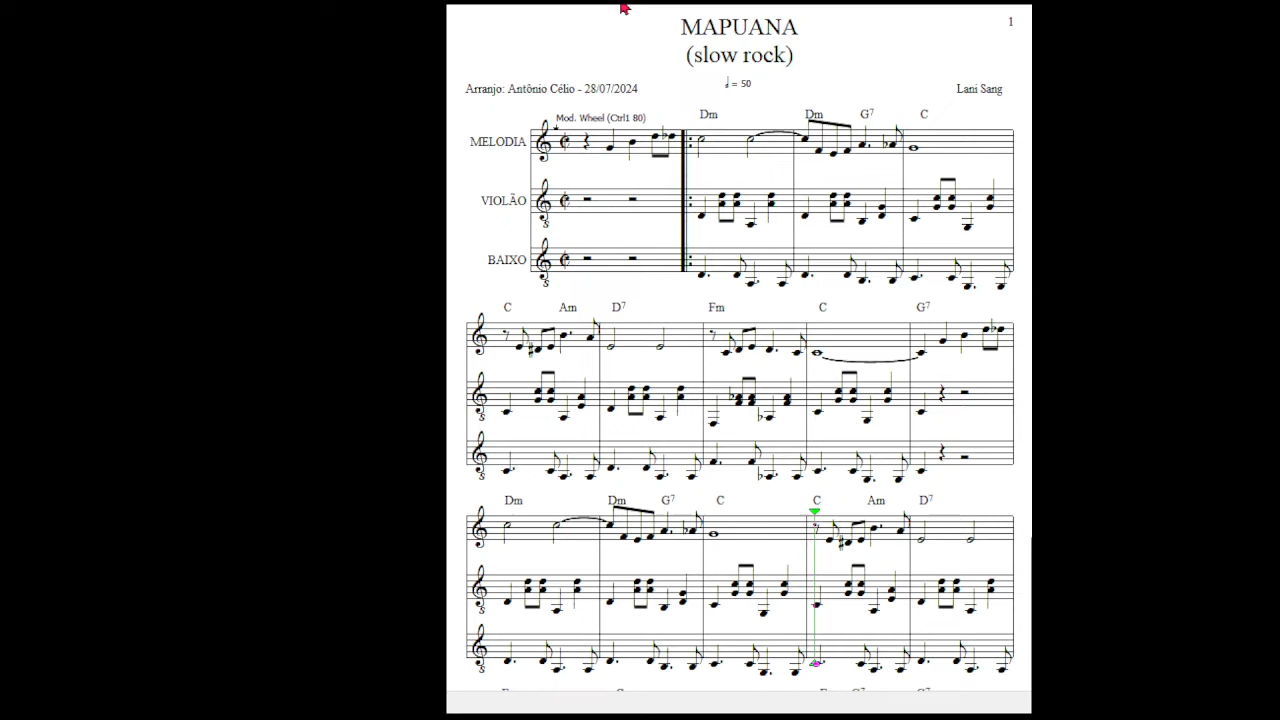 MAPUANA
1
(slow rock)
= 50
Arranjo: Antônio Célio - 28/07/2024
Lani Sang
Mod. Wheel (Ctrl1 80)
Dm Dm G7 C
MELODIA
VIOLÃO
BAIXO
C Am D7 Fm C G7
Dm Dm G7 C C Am D7